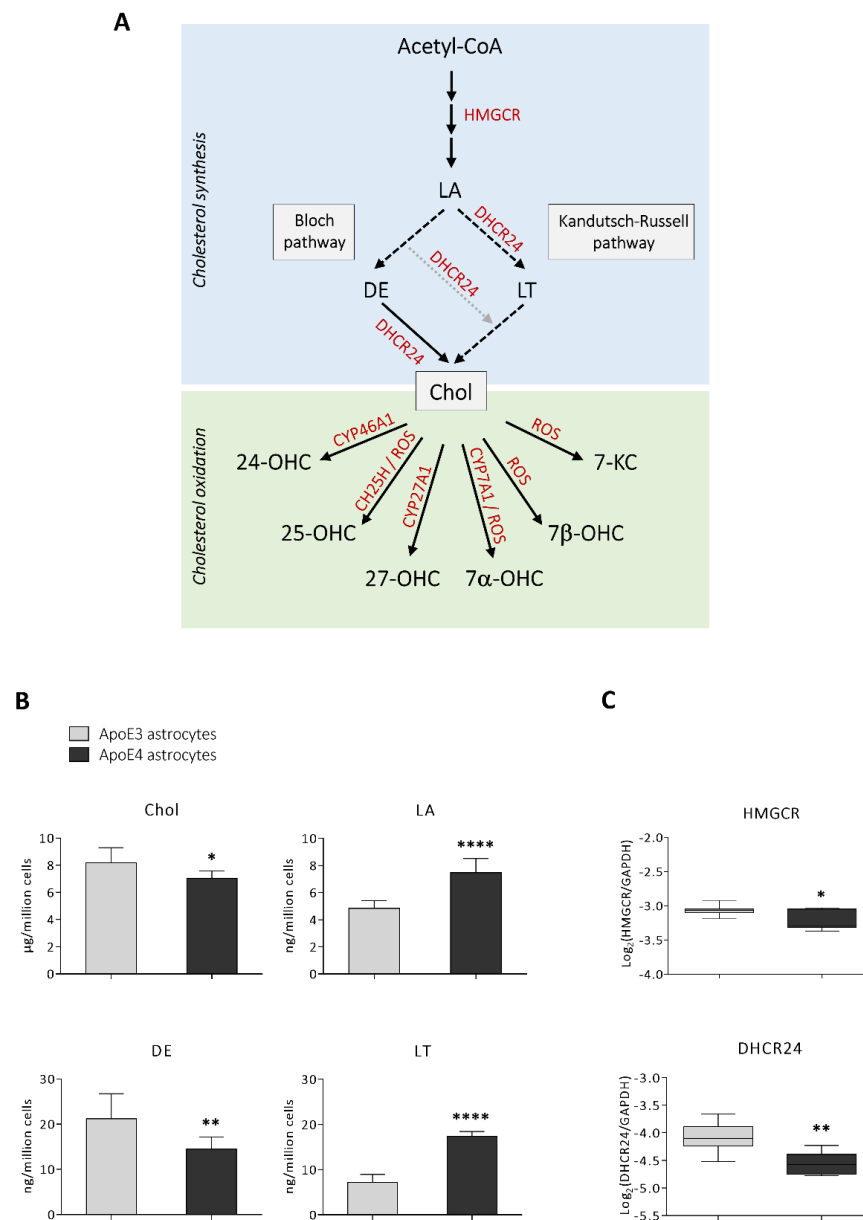 A
Cholesterol synthesis
Acetyl-CoA
HMGCR
LA
Bloch
pathway
DHCR24
Kandutsch-Russell
pathway
DHCR24
DE
LT
DHCR24
Chol
Cholesterol oxidation
CYP46A1
ROS
24-OHC
CH25H / ROS
CYP27A1
CYP7A1 / ROS
ROS
7-KC
25-OHC
7β-OHC
27-OHC
7α-OHC
B
ApoE3 astrocytes
ApoE4 astrocytes
Chol
µg/million cells
10
8
6
4
2
0
*
LA
ng/million cells
10
8
6
4
2
0
****
DE
ng/million cells
30
20
10
0
**
LT
ng/million cells
30
20
10
0
****
C
HMGCR
Log₂(HMGCR/GAPDH)
-2.0
-2.5
-3.0
-3.5
-4.0
*
DHCR24
Log₂(DHCR24/GAPDH)
-3.0
-3.5
-4.0
-4.5
-5.0
-5.5
**